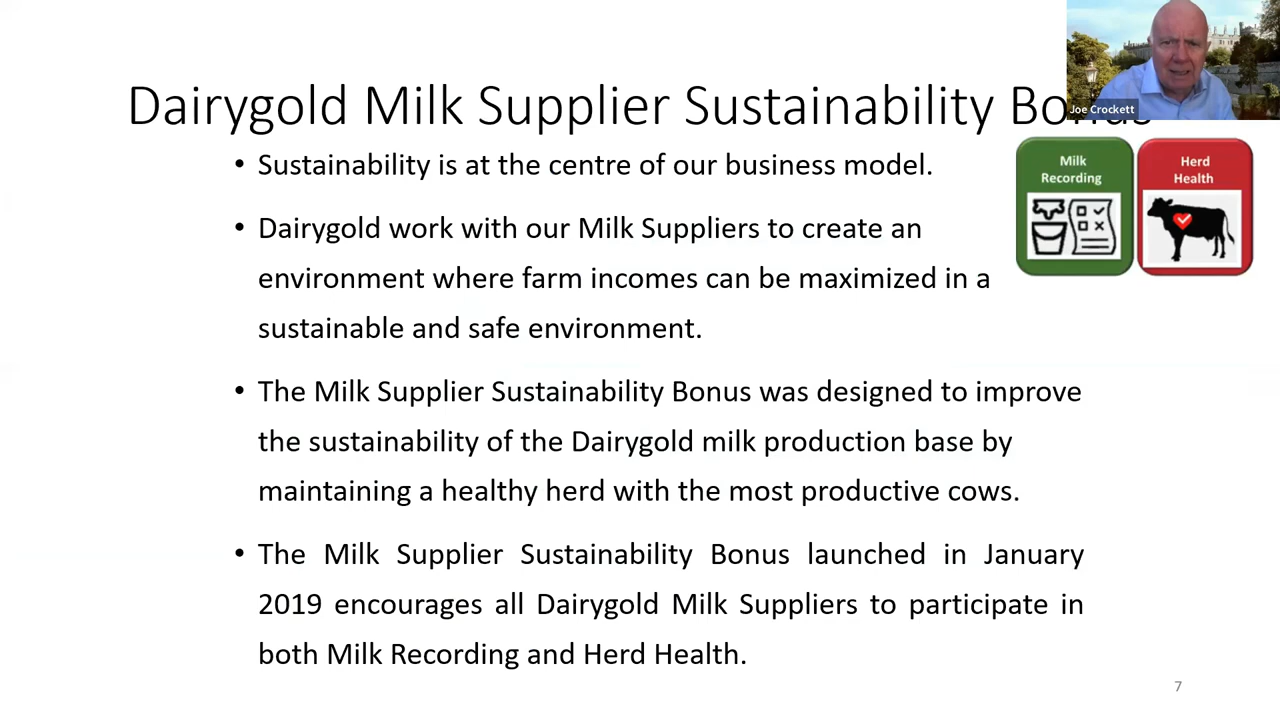 Dairygold Milk Supplier Sustainability
Joe Crockett
• Sustainability is at the centre of our business model.
• Dairygold work with our Milk Suppliers to create an
environment where farm incomes can be maximized in a
sustainable and safe environment.
• The Milk Supplier Sustainability Bonus was designed to improve
the sustainability of the Dairygold milk production base by
maintaining a healthy herd with the most productive cows.
• The Milk Supplier Sustainability Bonus launched in January
2019 encourages all Dairygold Milk Suppliers to participate in
both Milk Recording and Herd Health.
Milk
Recording
Herd
Health
7